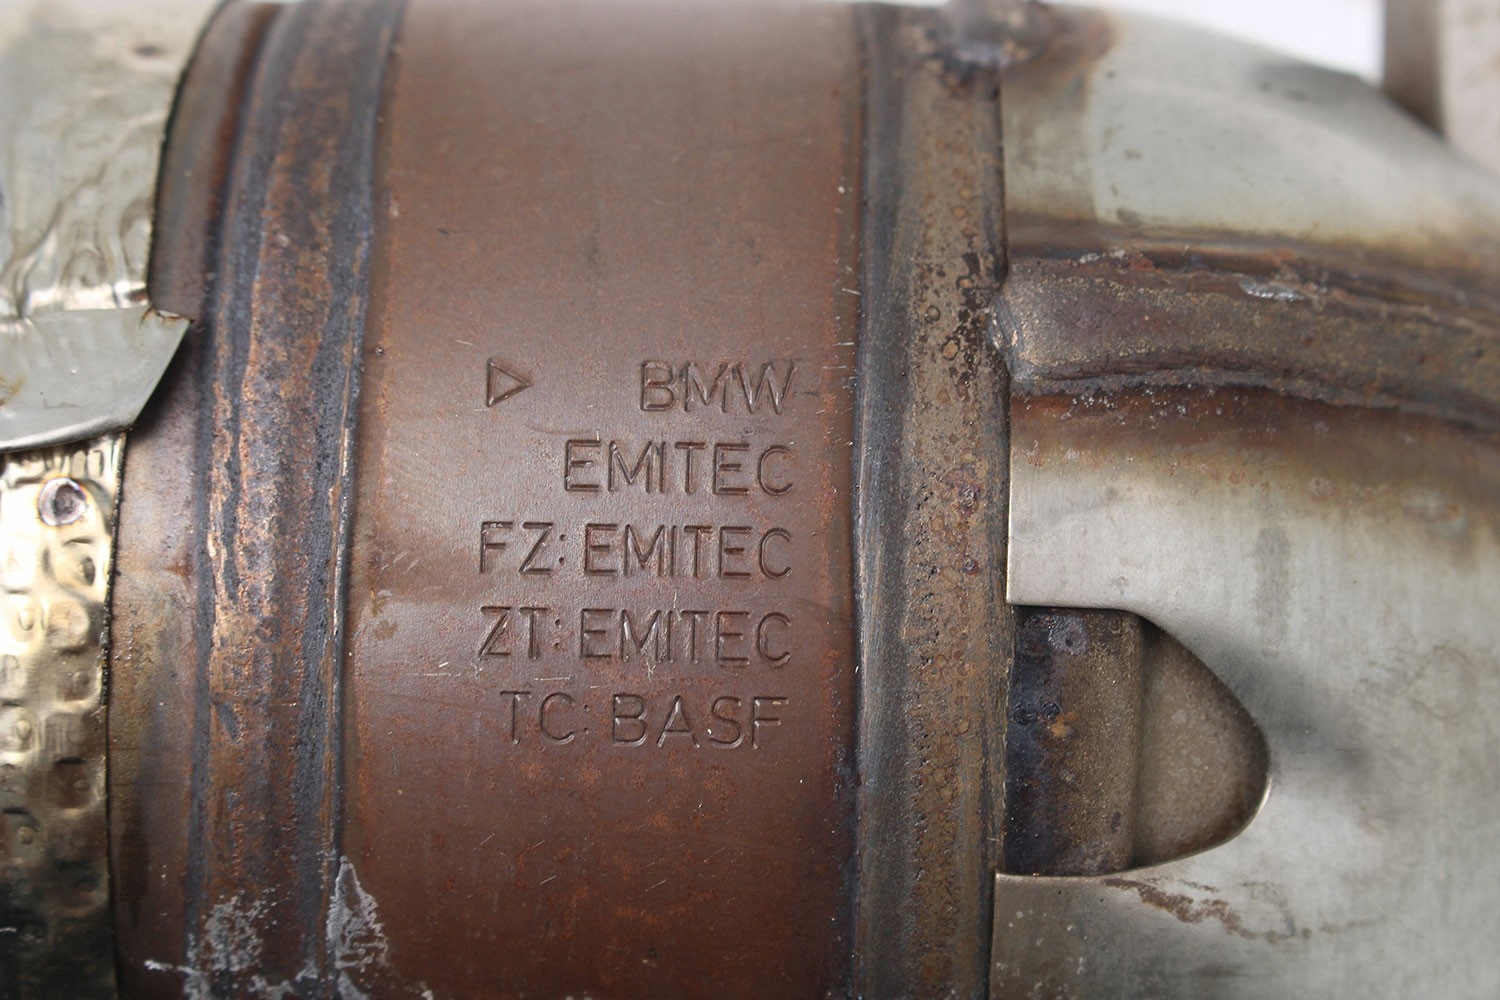 BMW
EMITEC
FZ: EMITEC
ZT: EMITEC
TC: BASF